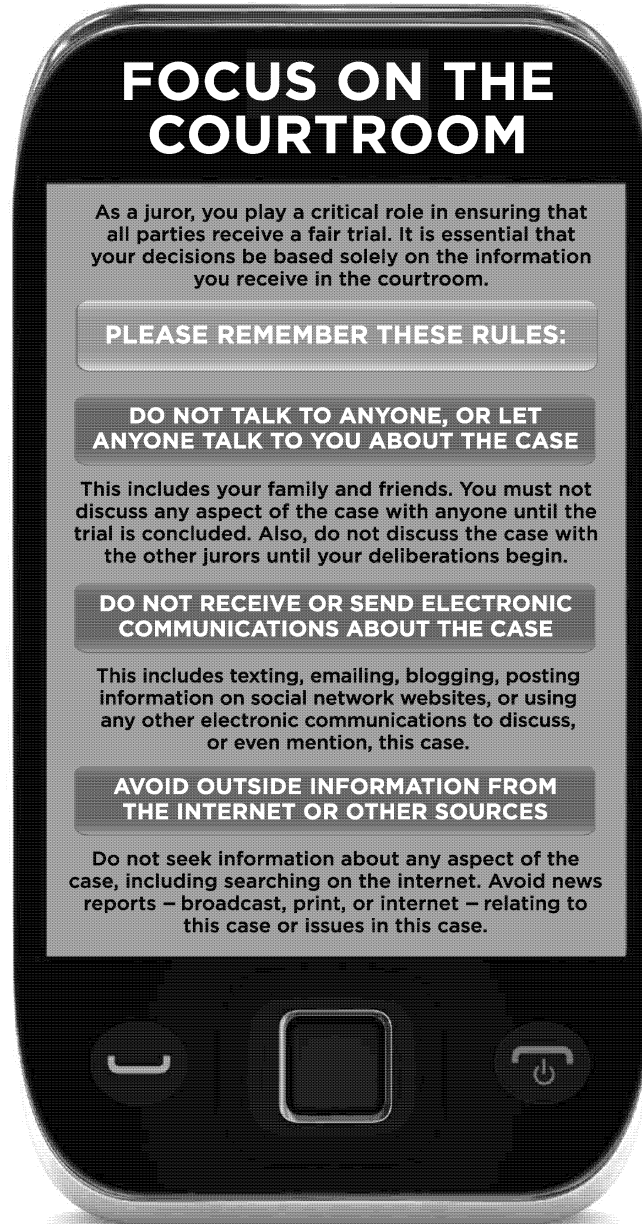 FOCUS ON THE
COURTROOM
As a juror, you play a critical role in ensuring that
all parties receive a fair trial. It is essential that
your decisions be based solely on the information
you receive in the courtroom.
PLEASE REMEMBER THESE RULES:
DO NOT TALK TO ANYONE, OR LET
ANYONE TALK TO YOU ABOUT THE CASE
This includes your family and friends. You must not
discuss any aspect of the case with anyone until the
trial is concluded. Also, do not discuss the case with
the other jurors until your deliberations begin.
DO NOT RECEIVE OR SEND ELECTRONIC
COMMUNICATIONS ABOUT THE CASE
This includes texting, emailing, blogging, posting
information on social network websites, or using
any other electronic communications to discuss,
or even mention, this case.
AVOID OUTSIDE INFORMATION FROM
THE INTERNET OR OTHER SOURCES
Do not seek information about any aspect of the
case, including searching on the internet. Avoid news
reports – broadcast, print, or internet – relating to
this case or issues in this case.